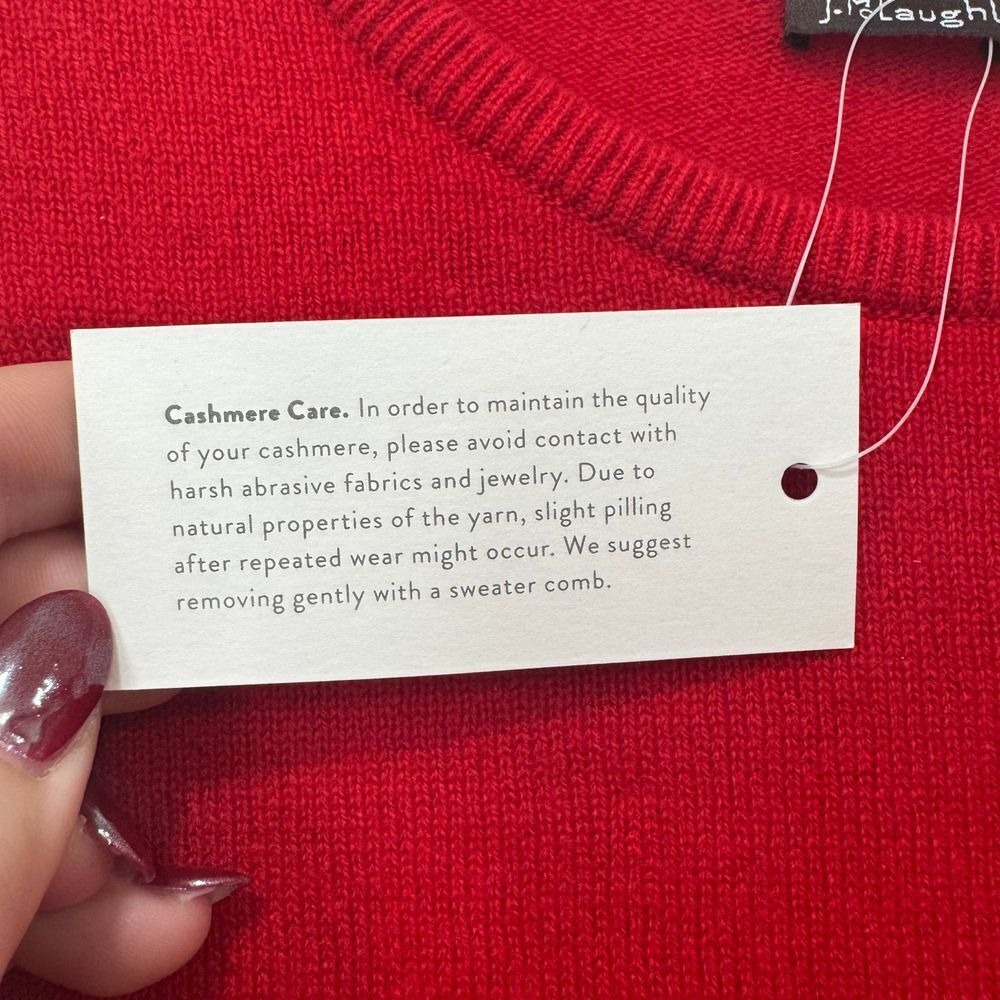 J.McLaughl
Cashmere Care. In order to maintain the quality
of your cashmere, please avoid contact with
harsh abrasive fabrics and jewelry. Due to
natural properties of the yarn, slight pilling
after repeated wear might occur. We suggest
removing gently with a sweater comb.